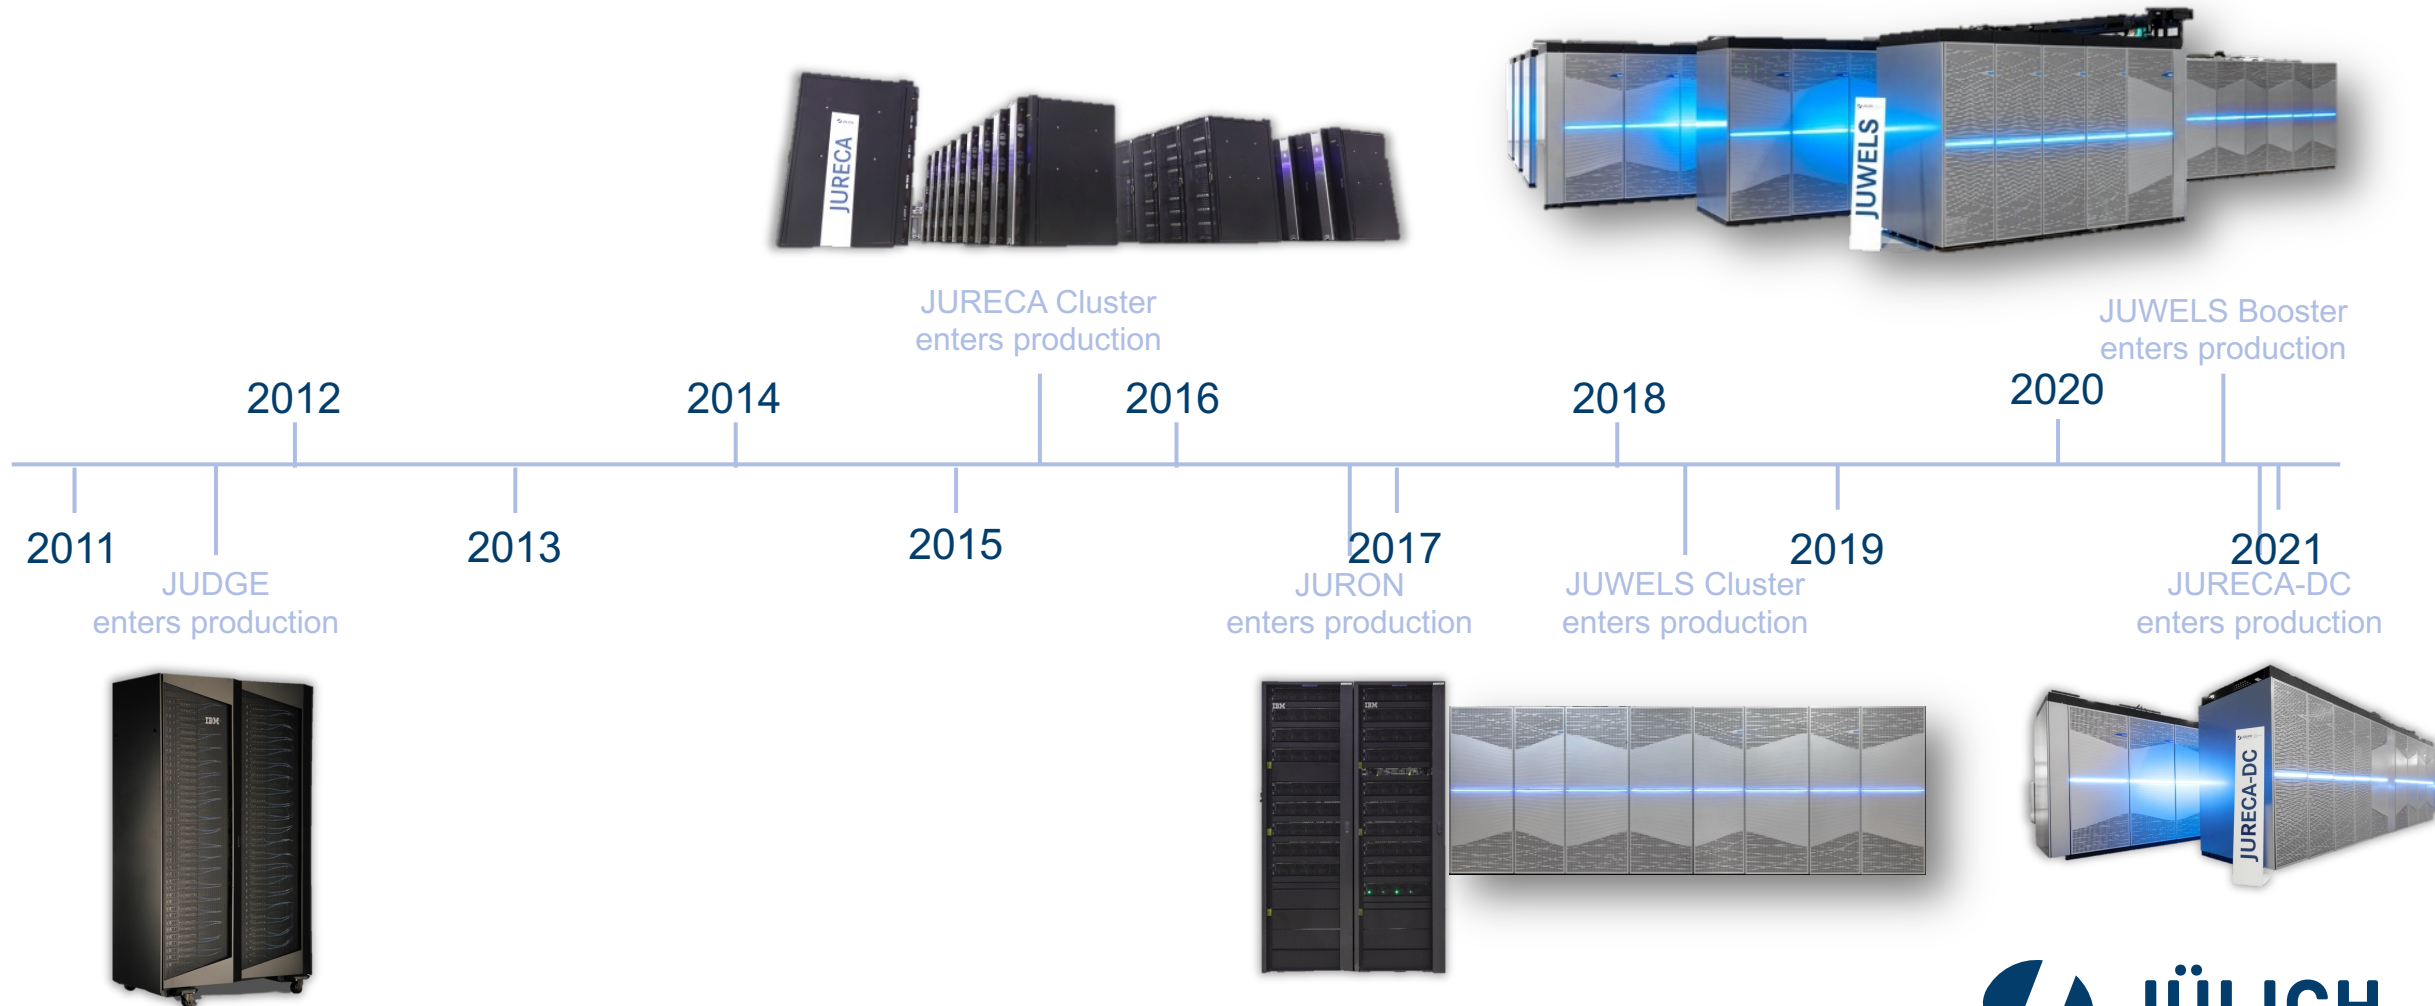 JURECA
JUWELS
JURECA Cluster
enters production
JUWELS Booster
enters production
2012
2014
2016
2018
2020
2011
2013
2015
2017
2019
2021
JUDGE
enters production
JURON
enters production
JUWELS Cluster
enters production
JURECA-DC
enters production
IBM
IBM
IBM
JURECA-DC
JÜLICH